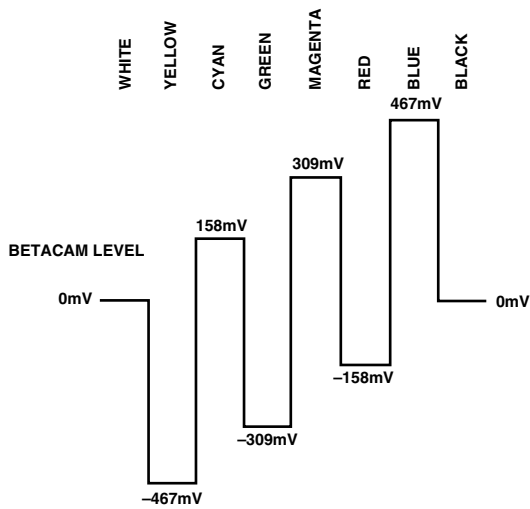 WHITE
YELLOW
CYAN
GREEN
MAGENTA
RED
BLUE
BLACK
467mV
309mV
158mV
BETACAM LEVEL
0mV
0mV
–158mV
–309mV
–467mV